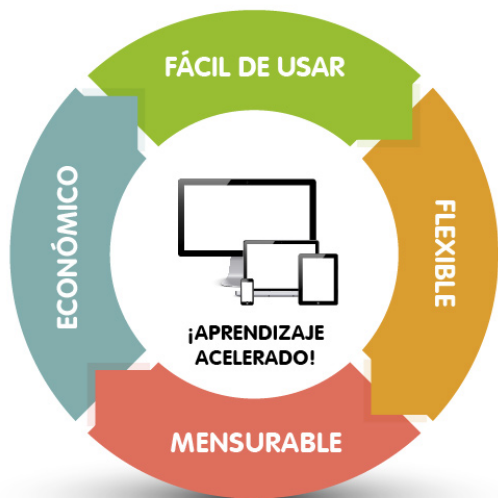 FÁCIL DE USAR
FLEXIBLE
MENSURABLE
ECONÓMICO
¡APRENDIZAJE
ACELERADO!